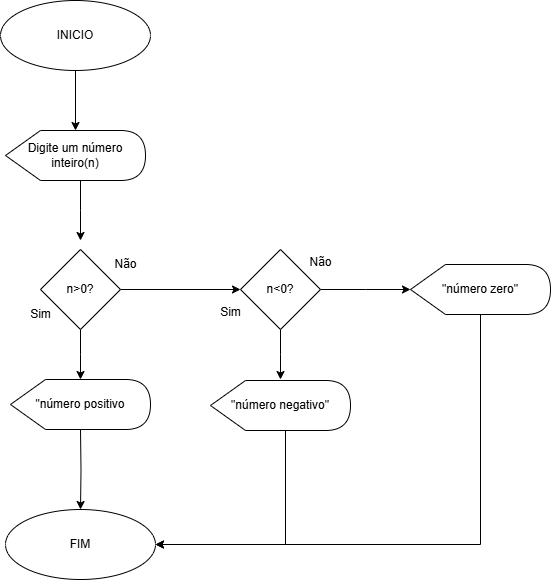 INICIO
Digite um número
inteiro(n)
Não
n>0?
Sim
Não
n<0?
Sim
"número zero"
"número positivo
"número negativo"
FIM